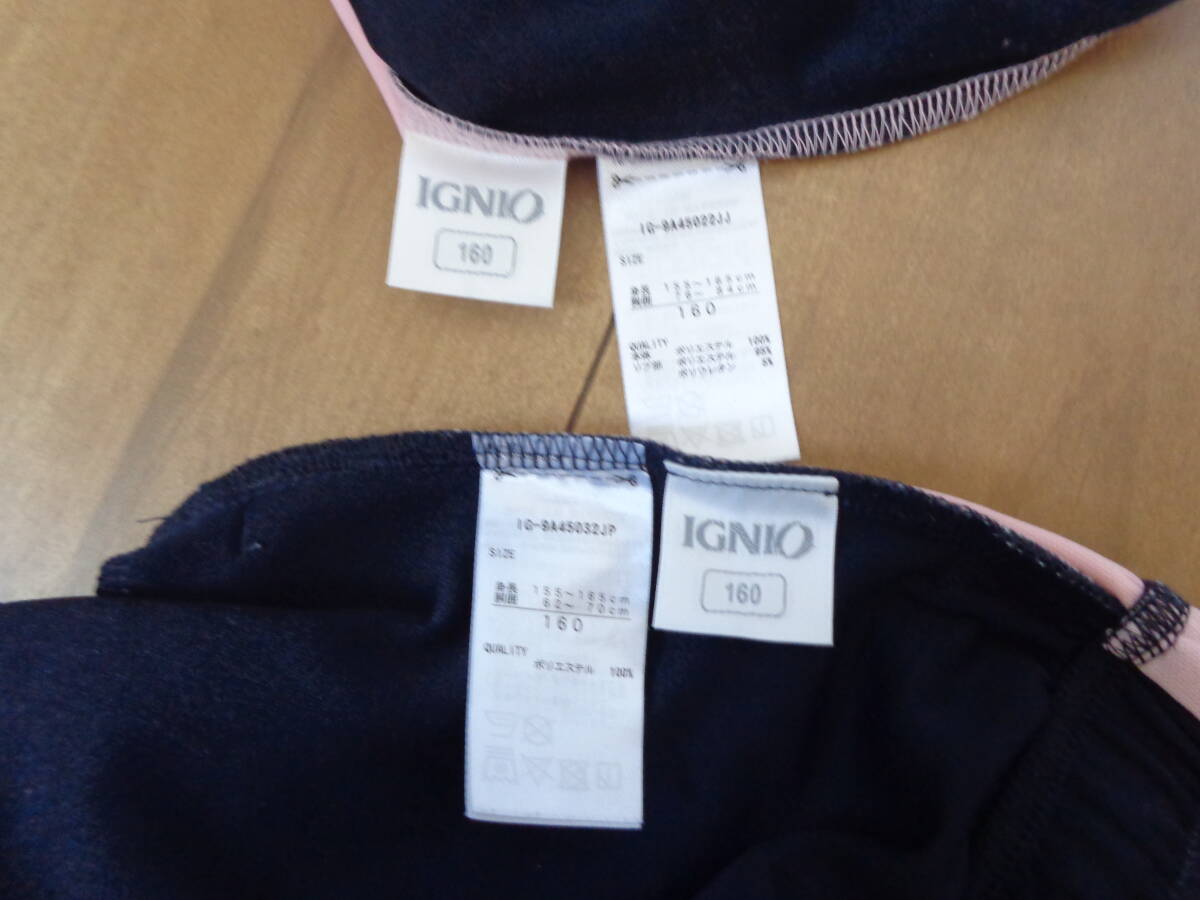 IGNIO
160
IG-9A45022JJ
SIZE
身長 155～165cm
胸囲 78～ 84cm
160
QUALITY
本体 ポリエステル 100%
リブ部 ポリエステル 95%
ポリウレタン 5%
IG-9A45032JP
SIZE
身長 155～165cm
胴囲 62～ 70cm
160
QUALITY
ポリエステル 100%
IGNIO
160